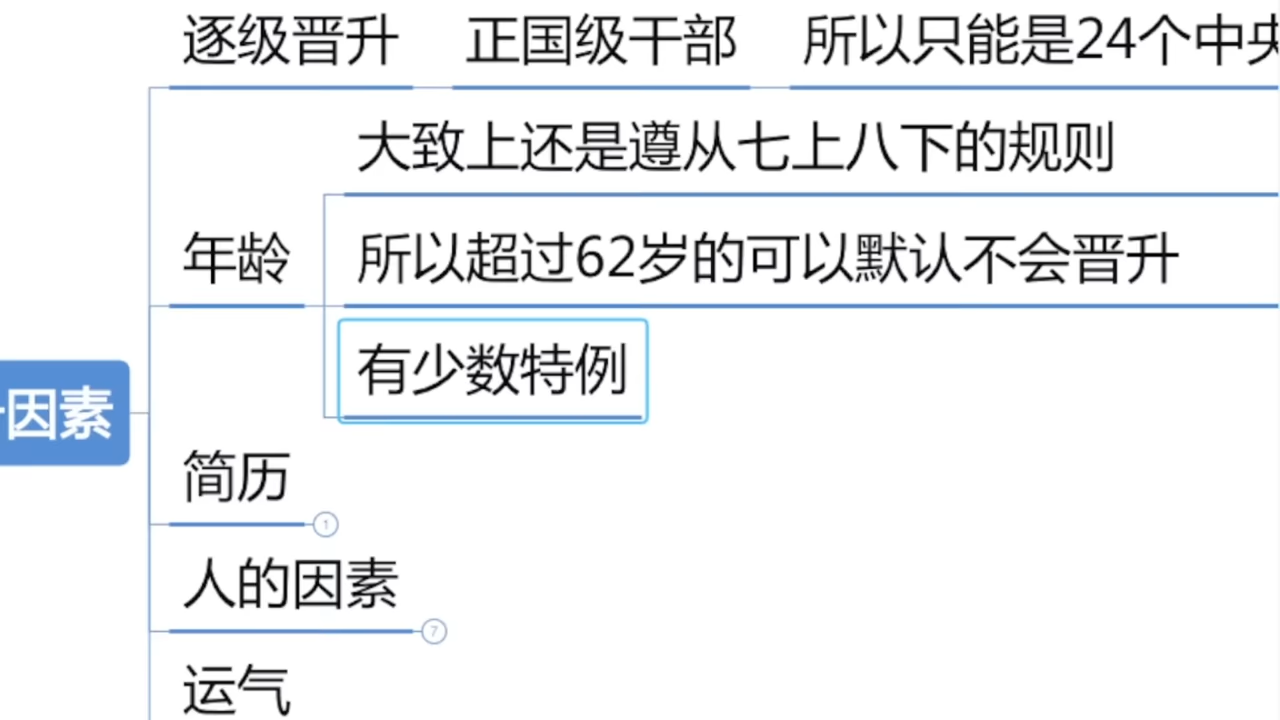 逐级晋升 正国级干部 所以只能是24个中央
大致上还是遵从七上八下的规则
年龄 所以超过62岁的可以默认不会晋升
有少数特例
因素
简历 1
人的因素 7
运气